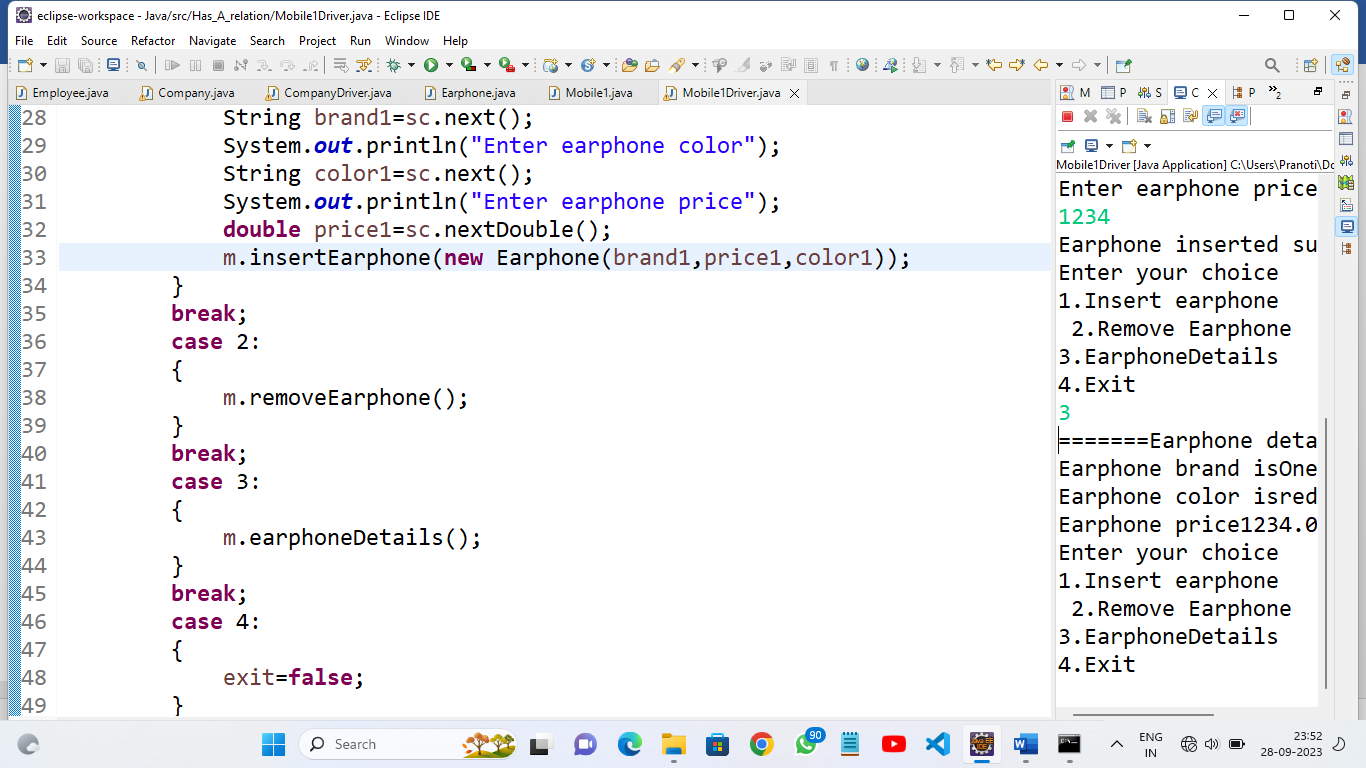 eclipse-workspace - Java/src/Has_A_relation/Mobile1Driver.java - Eclipse IDE
File Edit Source Refactor Navigate Search Project Run Window Help
Employee.java Company.java CompanyDriver.java Earphone.java Mobile1.java Mobile1Driver.java
M P S C P 2
28 String brand1=sc.next();
29 System.out.println("Enter earphone color");
30 String color1=sc.next();
31 System.out.println("Enter earphone price");
32 double price1=sc.nextDouble();
33 m.insertEarphone(new Earphone(brand1,price1,color1));
34 }
35 break;
36 case 2:
37 {
38 m.removeEarphone();
39 }
40 break;
41 case 3:
42 {
43 m.earphoneDetails();
44 }
45 break;
46 case 4:
47 {
48 exit=false;
49 }
Mobile1Driver [Java Application] C:\Users\Pranoti\Do
Enter earphone price
1234
Earphone inserted su
Enter your choice
1.Insert earphone
2.Remove Earphone
3.EarphoneDetails
4.Exit
3
=======Earphone deta
Earphone brand isOne
Earphone color isred
Earphone price1234.0
Enter your choice
1.Insert earphone
2.Remove Earphone
3.EarphoneDetails
4.Exit
Search
90
ENG
IN
23:52
28-09-2023